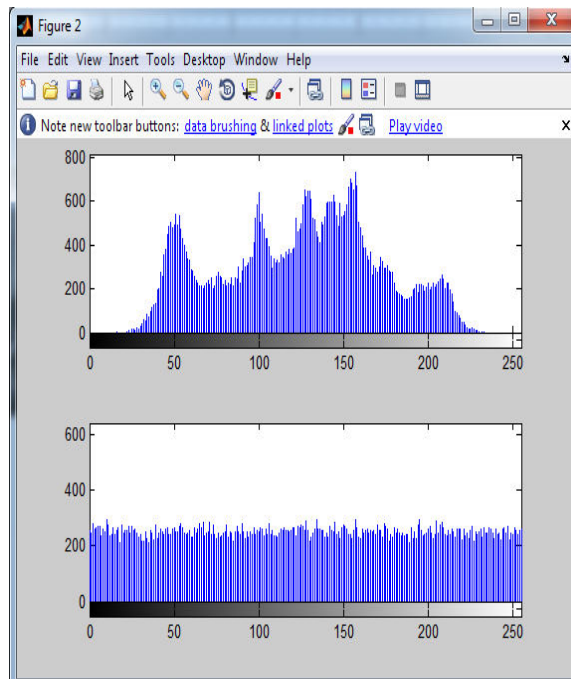 Figure 2
File Edit View Insert Tools Desktop Window Help
Note new toolbar buttons: data brushing & linked plots Play video
800
600
400
200
0
0 50 100 150 200 250
600
400
200
0
0 50 100 150 200 250